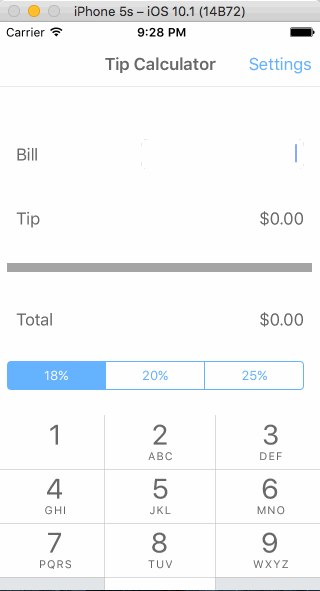 iPhone 5s – iOS 10.1 (14B72)
Carrier 9:28 PM
Tip Calculator Settings
Bill
Tip $0.00
Total $0.00
18% 20% 25%
1 2 3
ABC DEF
4 5 6
GHI JKL MNO
7 8 9
PQRS TUV WXYZ